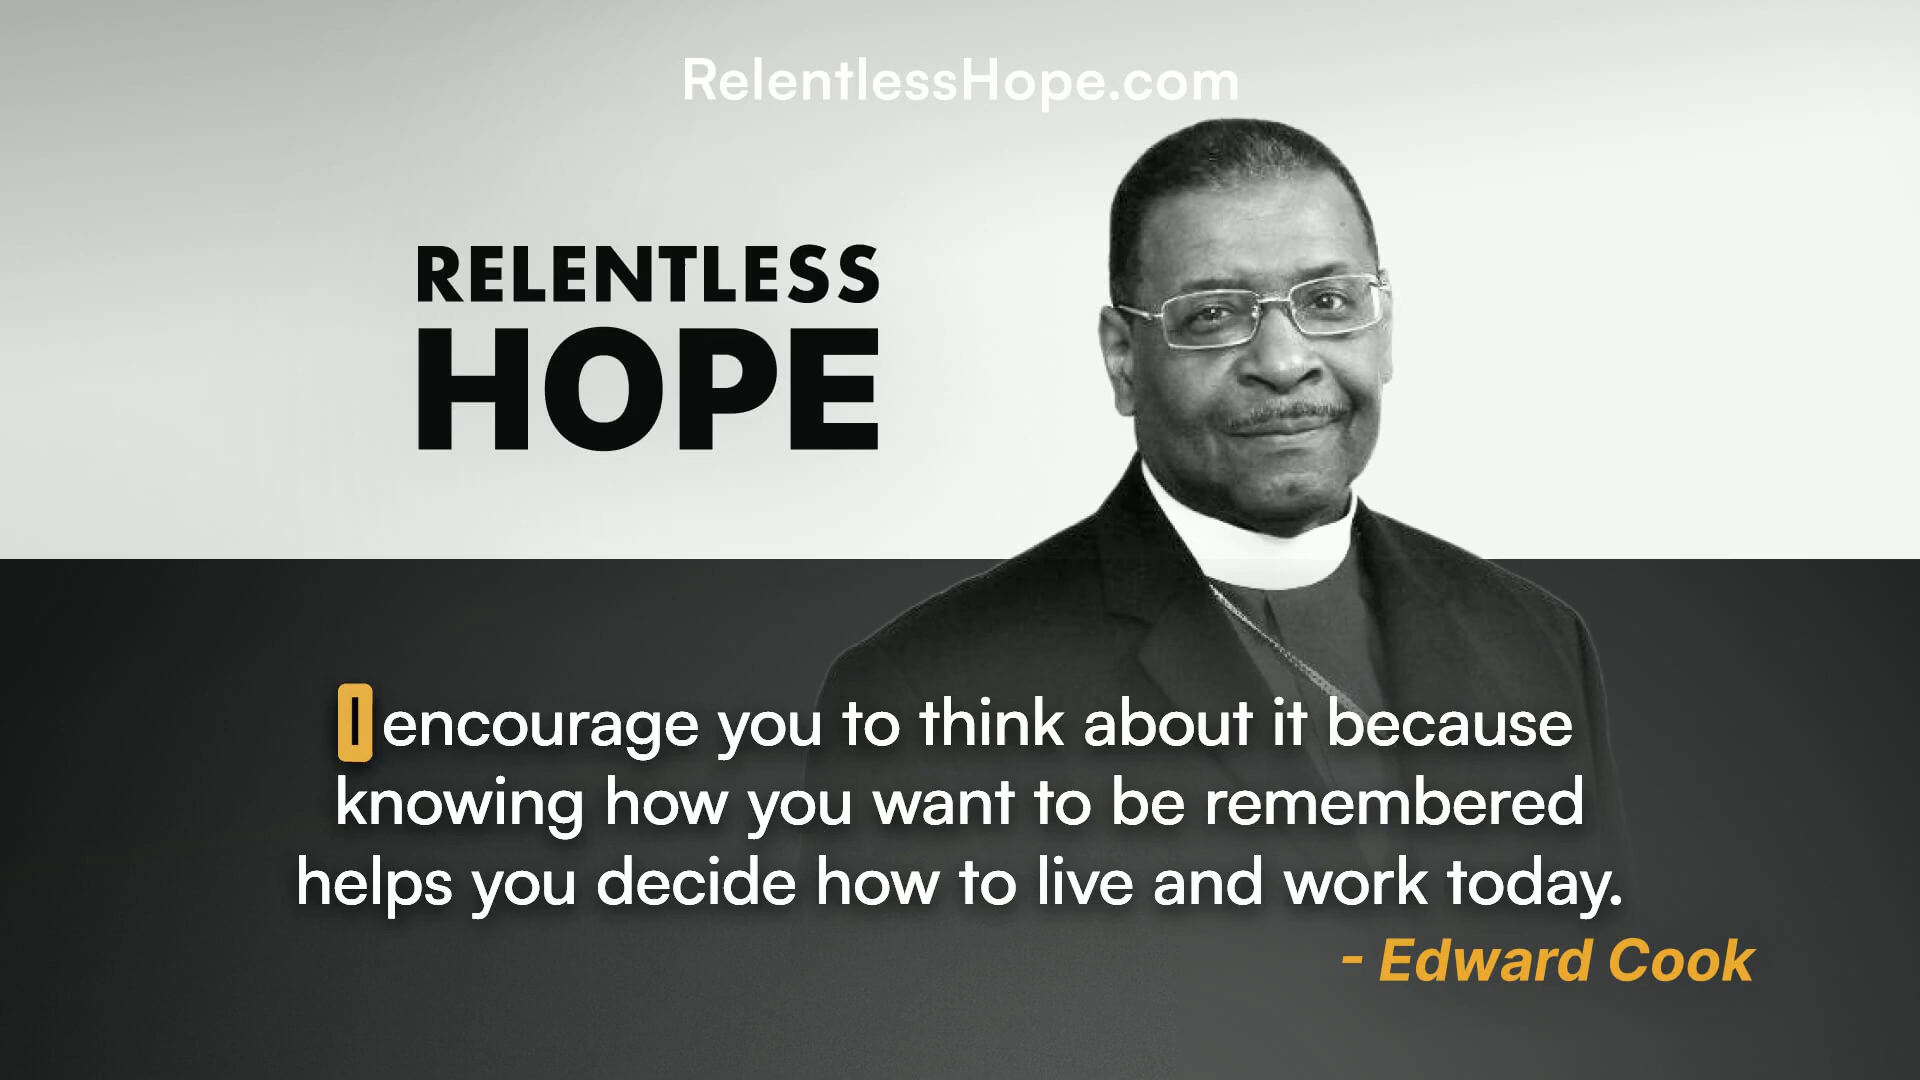 RelentlessHope.com
RELENTLESS
HOPE
I encourage you to think about it because
knowing how you want to be remembered
helps you decide how to live and work today.
- Edward Cook